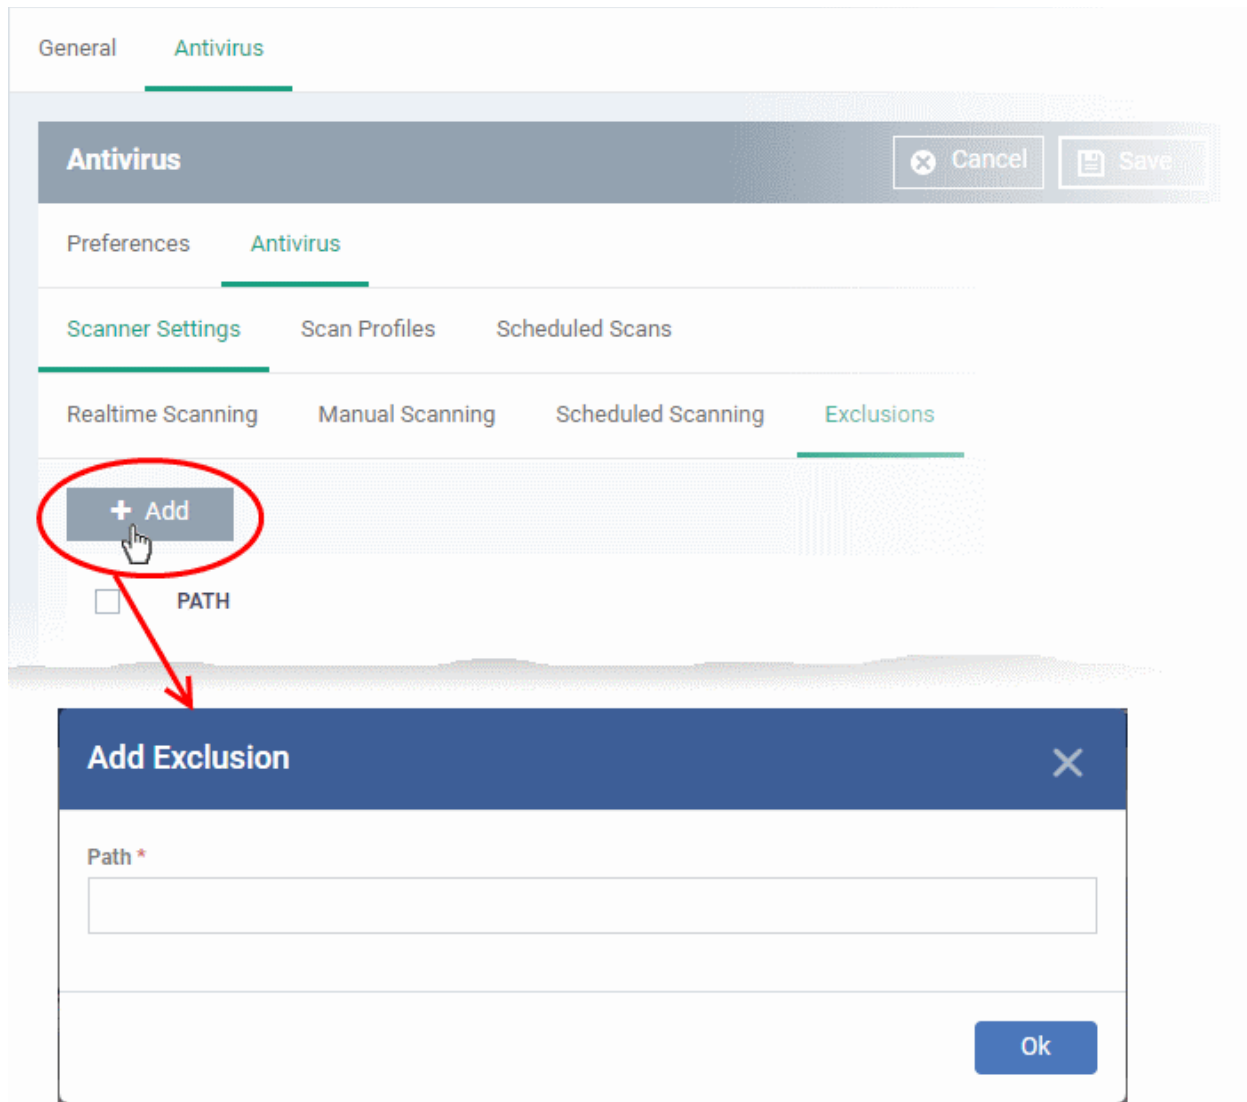 General Antivirus
Antivirus Cancel Save
Preferences Antivirus
Scanner Settings Scan Profiles Scheduled Scans
Realtime Scanning Manual Scanning Scheduled Scanning Exclusions
+ Add
PATH
Add Exclusion
Path *
Ok